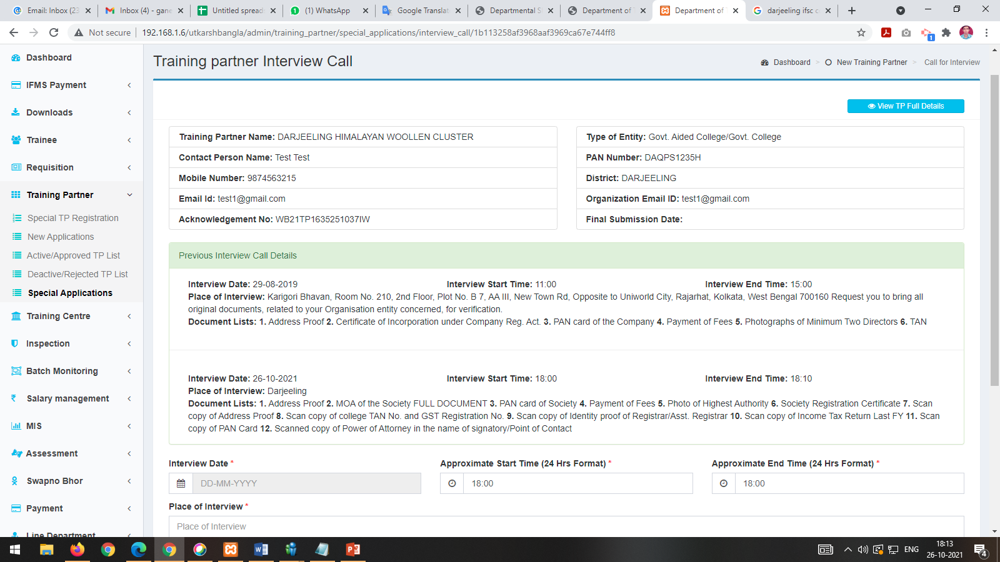 Email: Inbox (23
Inbox (4) - gane
Untitled spread
(1) WhatsApp
Google Translat
Departmental S
Department of
Department of
darjeeling ifsc c
Not secure
192.168.1.6/utkarshbangla/admin/training_partner/special_applications/interview_call/1b113258af3968aaf3969ca67e744ff8
1
Dashboard
IFMS Payment
Downloads
Trainee
Requisition
Training Partner
Special TP Registration
New Applications
Active/Approved TP List
Deactive/Rejected TP List
Special Applications
Training Centre
Inspection
Batch Monitoring
Salary management
MIS
Assessment
Swapno Bhor
Payment
Line Department
Training partner Interview Call
Dashboard > New Training Partner > Call for Interview
View TP Full Details
Training Partner Name: DARJEELING HIMALAYAN WOOLLEN CLUSTER
Contact Person Name: Test Test
Mobile Number: 9874563215
Email Id: test1@gmail.com
Acknowledgement No: WB21TP1635251037IW
Type of Entity: Govt. Aided College/Govt. College
PAN Number: DAQPS1235H
District: DARJEELING
Organization Email ID: test1@gmail.com
Final Submission Date:
Previous Interview Call Details
Interview Date: 29-08-2019 Interview Start Time: 11:00 Interview End Time: 15:00
Place of Interview: Karigori Bhavan, Room No. 210, 2nd Floor, Plot No. B 7, AA III, New Town Rd, Opposite to Uniworld City, Rajarhat, Kolkata, West Bengal 700160 Request you to bring all
original documents, related to your Organisation entity concerned, for verification.
Document Lists: 1. Address Proof 2. Certificate of Incorporation under Company Reg. Act. 3. PAN card of the Company 4. Payment of Fees 5. Photographs of Minimum Two Directors 6. TAN
Interview Date: 26-10-2021 Interview Start Time: 18:00 Interview End Time: 18:10
Place of Interview: Darjeeling
Document Lists: 1. Address Proof 2. MOA of the Society FULL DOCUMENT 3. PAN card of Society 4. Payment of Fees 5. Photo of Highest Authority 6. Society Registration Certificate 7. Scan
copy of Address Proof 8. Scan copy of college TAN No. and GST Registration No. 9. Scan copy of Identity proof of Registrar/Asst. Registrar 10. Scan copy of Income Tax Return Last FY 11. Scan
copy of PAN Card 12. Scanned copy of Power of Attorney in the name of signatory/Point of Contact
Interview Date * Approximate Start Time (24 Hrs Format) * Approximate End Time (24 Hrs Format) *
DD-MM-YYYY 18:00 18:00
Place of Interview *
Place of Interview
ENG
18:13
26-10-2021
4